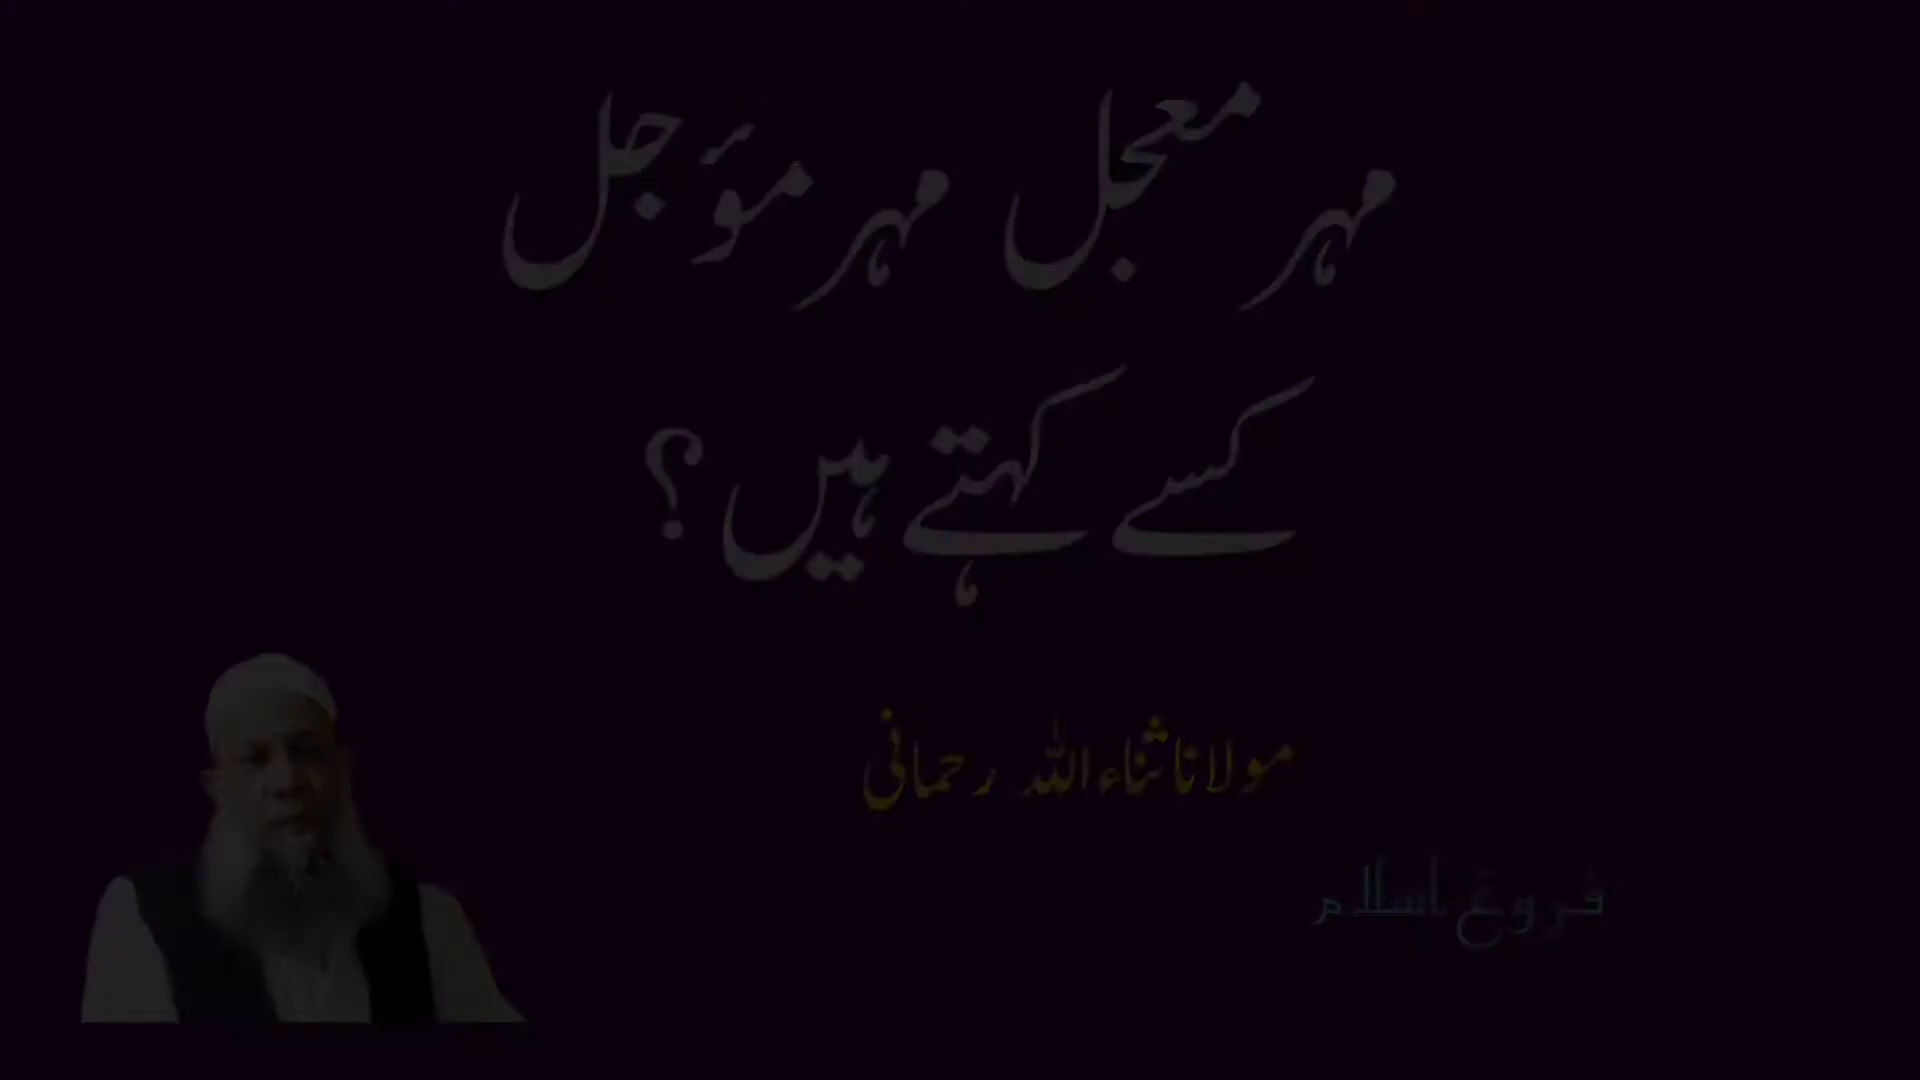 مہر معجل مہر مؤجل
کسے کہتے ہیں؟
مولانا ثناء اللہ رحمانی
فروغ اسلام